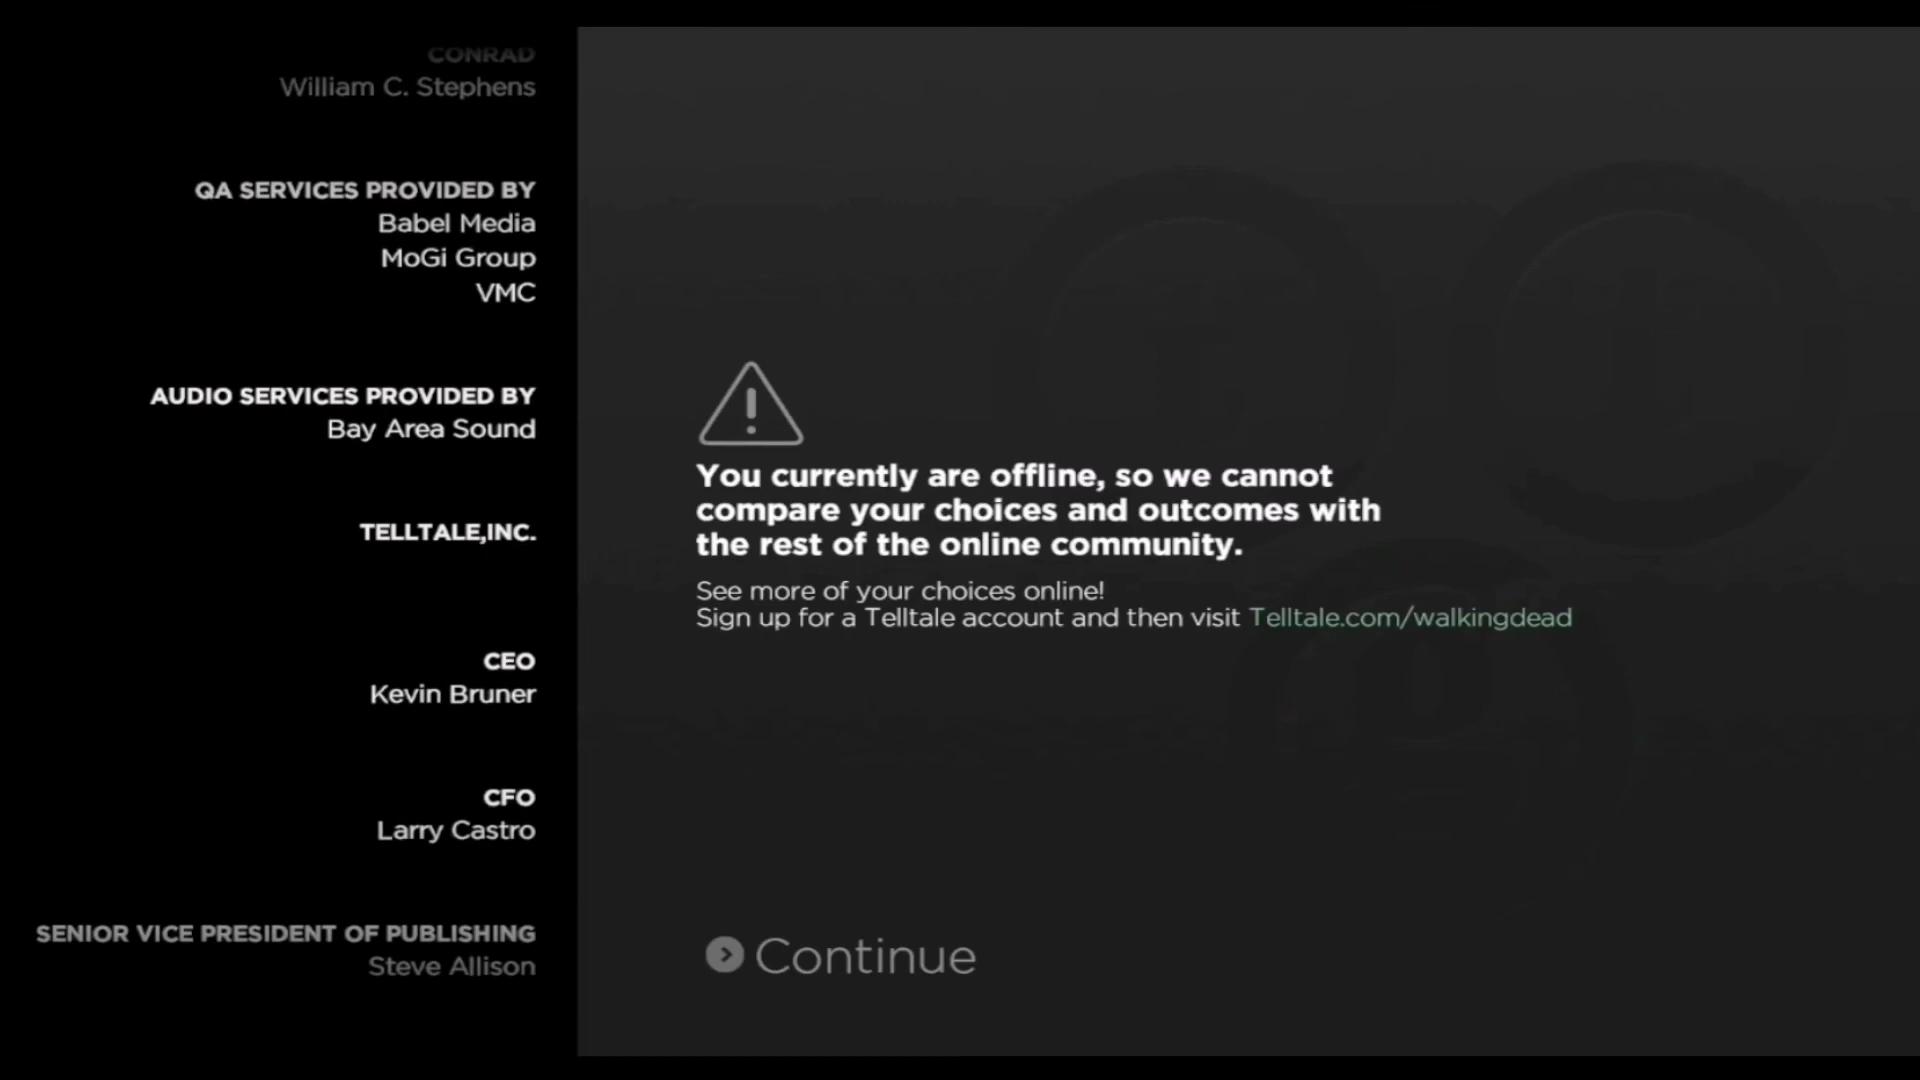 CONRAD
William C. Stephens
QA SERVICES PROVIDED BY
Babel Media
MoGi Group
VMC
AUDIO SERVICES PROVIDED BY
Bay Area Sound
TELLTALE,INC.
CEO
Kevin Bruner
CFO
Larry Castro
SENIOR VICE PRESIDENT OF PUBLISHING
Steve Allison
You currently are offline, so we cannot
compare your choices and outcomes with
the rest of the online community.
See more of your choices online!
Sign up for a Telltale account and then visit Telltale.com/walkingdead
Continue